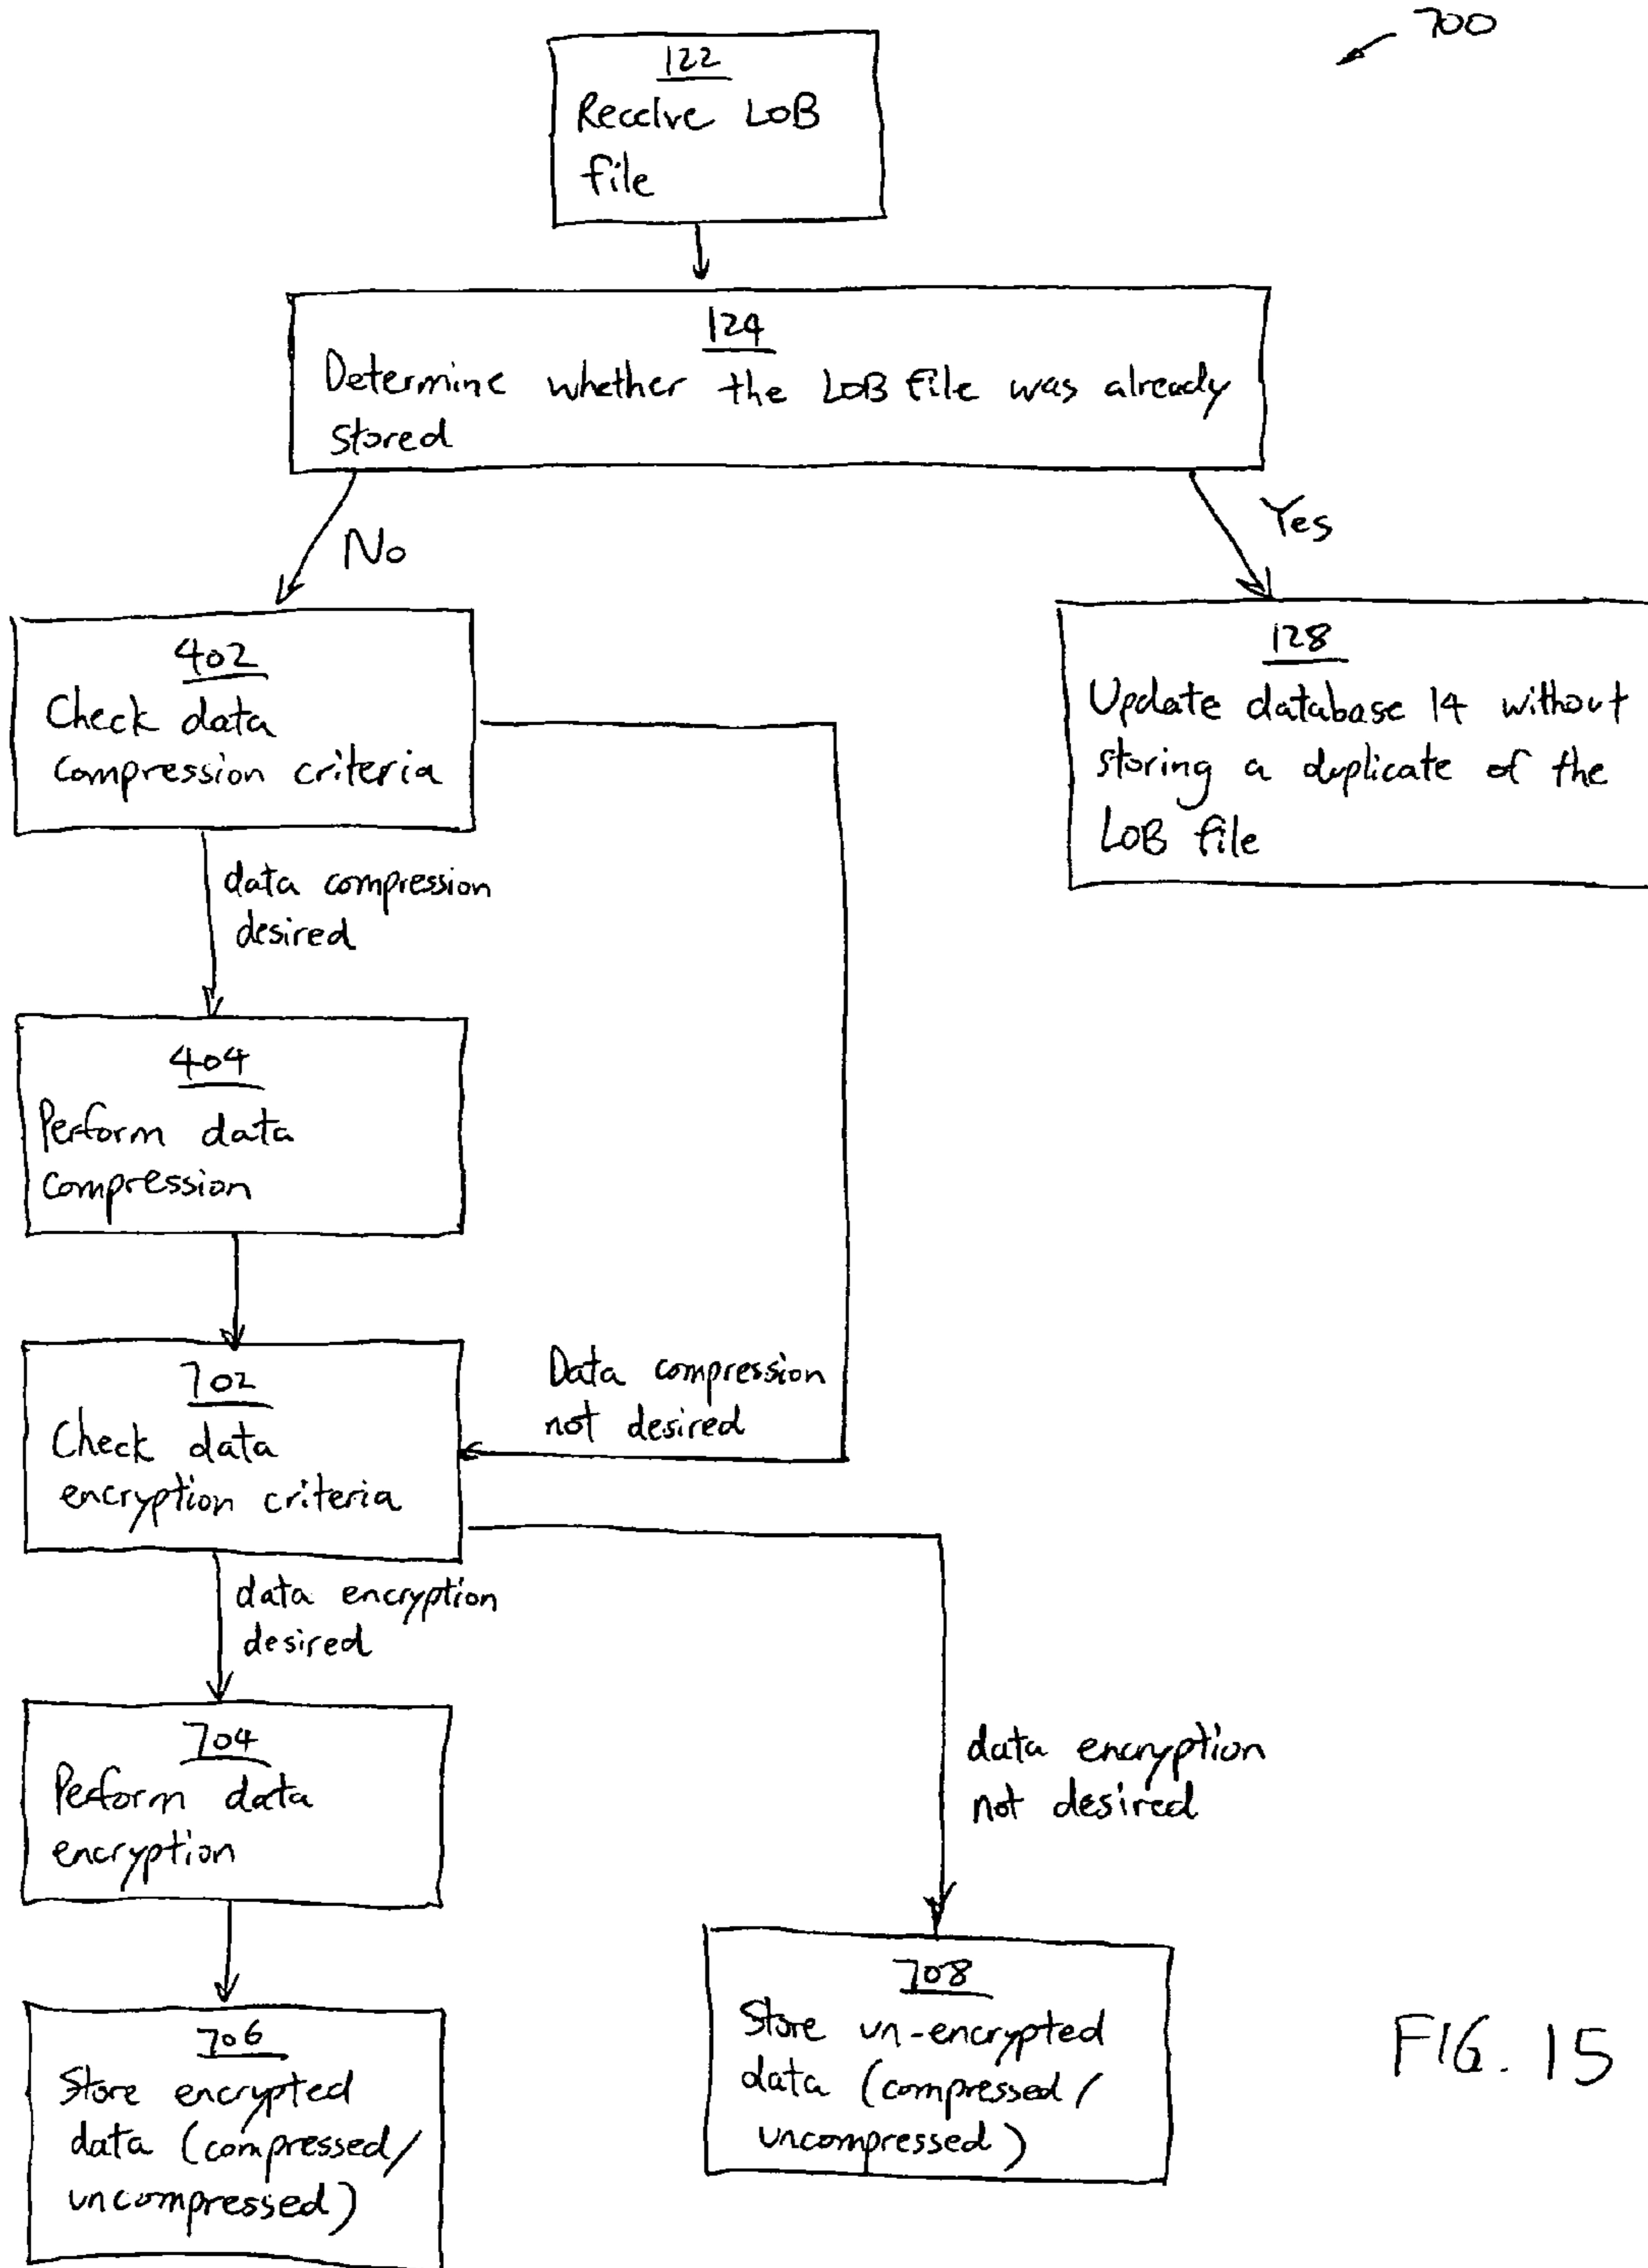 700
122
Receive LOB
file
124
Determine whether the LOB file was already
stored
No
Yes
402
Check data
compression criteria
128
Update database 14 without
storing a duplicate of the
LOB file
data compression
desired
404
Perform data
compression
Data compression
not desired
702
Check data
encryption criteria
data encryption
desired
704
Perform data
encryption
data encryption
not desired
706
Store encrypted
data (compressed/
uncompressed)
708
Store un-encrypted
data (compressed/
uncompressed)
FIG. 15